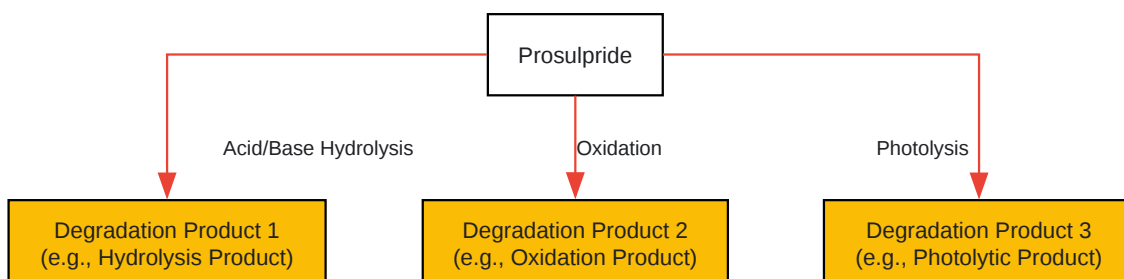 Prosulpride
Acid/Base Hydrolysis
Oxidation
Photolysis
Degradation Product 1
(e.g., Hydrolysis Product)
Degradation Product 2
(e.g., Oxidation Product)
Degradation Product 3
(e.g., Photolytic Product)